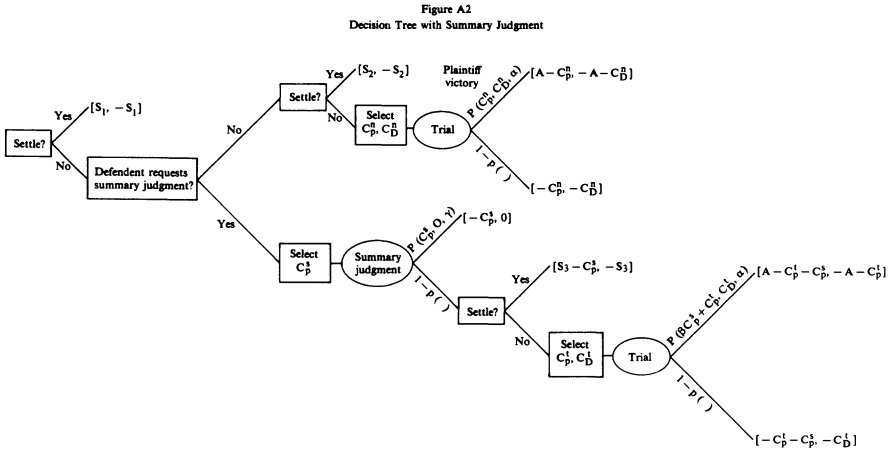 Figure A2
Decision Tree with Summary Judgment
Settle?
Yes
[S₁, −S₁]
No
Defendent requests
summary judgment?
No
Settle?
Yes
[S₂, −S₂]
No
Select
Cₚⁿ, C_Dⁿ
Trial
Plaintiff
victory
P (Cₚⁿ, C_Dⁿ, α)
[A−Cₚⁿ, −A−C_Dⁿ]
1−p ( )
[−Cₚⁿ, −C_Dⁿ]
Yes
Select
Cₚˢ
Summary
judgment
P (Cₚˢ, O, γ)
[−Cₚˢ, 0]
1−p ( )
Settle?
Yes
[S₃−Cₚˢ, −S₃]
No
Select
Cₚᵗ, C_Dᵗ
Trial
P (βCₚˢ+Cₚᵗ, C_Dᵗ, α)
[A−Cₚᵗ−Cₚˢ, −A−Cₚᵗ]
1−p ( )
[−Cₚᵗ−Cₚˢ, −C_Dᵗ]